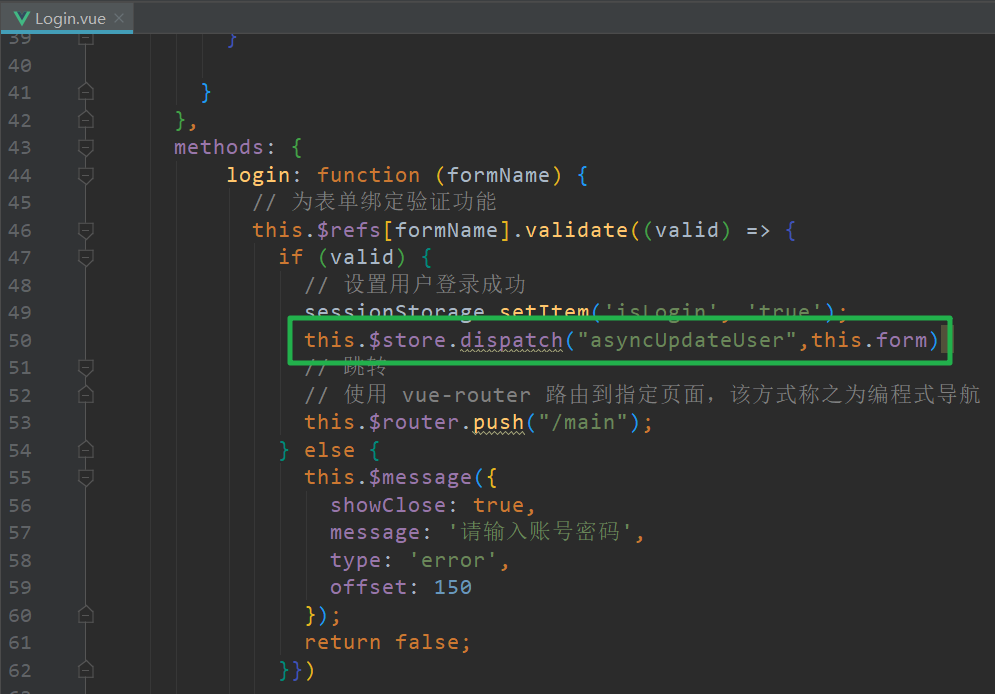 Login.vue
39 }
40
41 }
42 },
43 methods: {
44 login: function (formName) {
45 // 为表单绑定验证功能
46 this.$refs[formName].validate((valid) => {
47 if (valid) {
48 // 设置用户登录成功
49 sessionStorage.setItem('isLogin', 'true');
50 this.$store.dispatch("asyncUpdateUser",this.form)
51 // 跳转
52 // 使用 vue-router 路由到指定页面，该方式称之为编程式导航
53 this.$router.push("/main");
54 } else {
55 this.$message({
56 showClose: true,
57 message: '请输入账号密码',
58 type: 'error',
59 offset: 150
60 });
61 return false;
62 }})